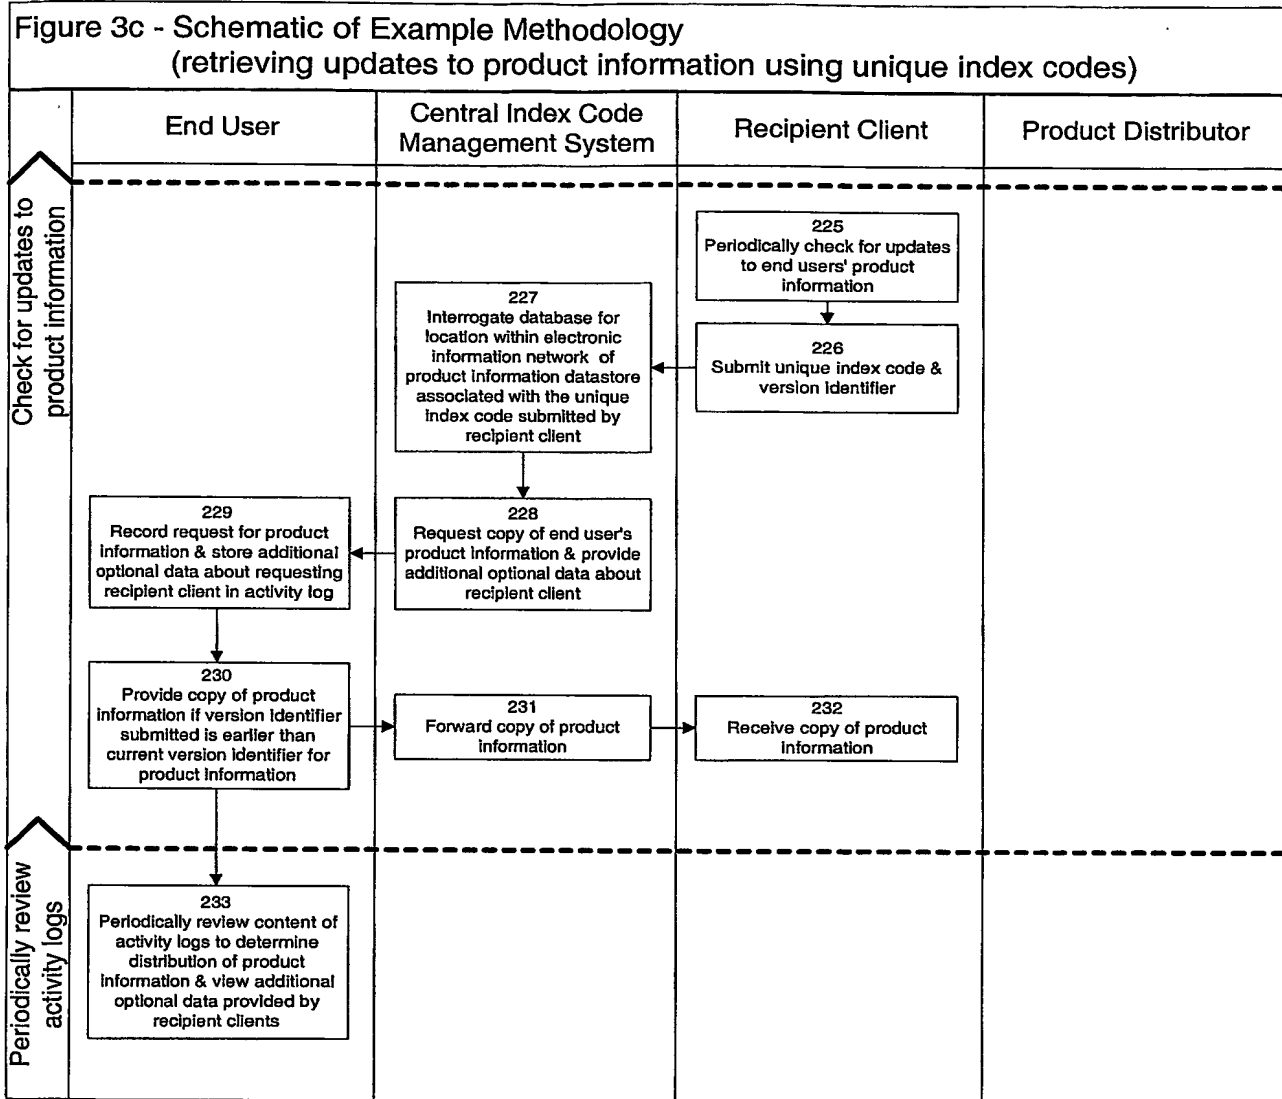 Figure 3c - Schematic of Example Methodology
(retrieving updates to product information using unique index codes)
End User
Central Index Code
Management System
Recipient Client
Product Distributor
Check for updates to
product information
225
Periodically check for updates
to end users' product
information
226
Submit unique index code &
version identifier
227
Interrogate database for
location within electronic
information network of
product information datastore
associated with the unique
index code submitted by
recipient client
228
Request copy of end user's
product information & provide
additional optional data about
recipient client
229
Record request for product
information & store additional
optional data about requesting
recipient client in activity log
230
Provide copy of product
information if version identifier
submitted is earlier than
current version identifier for
product information
231
Forward copy of product
information
232
Receive copy of product
information
Periodically review
activity logs
233
Periodically review content of
activity logs to determine
distribution of product
information & view additional
optional data provided by
recipient clients